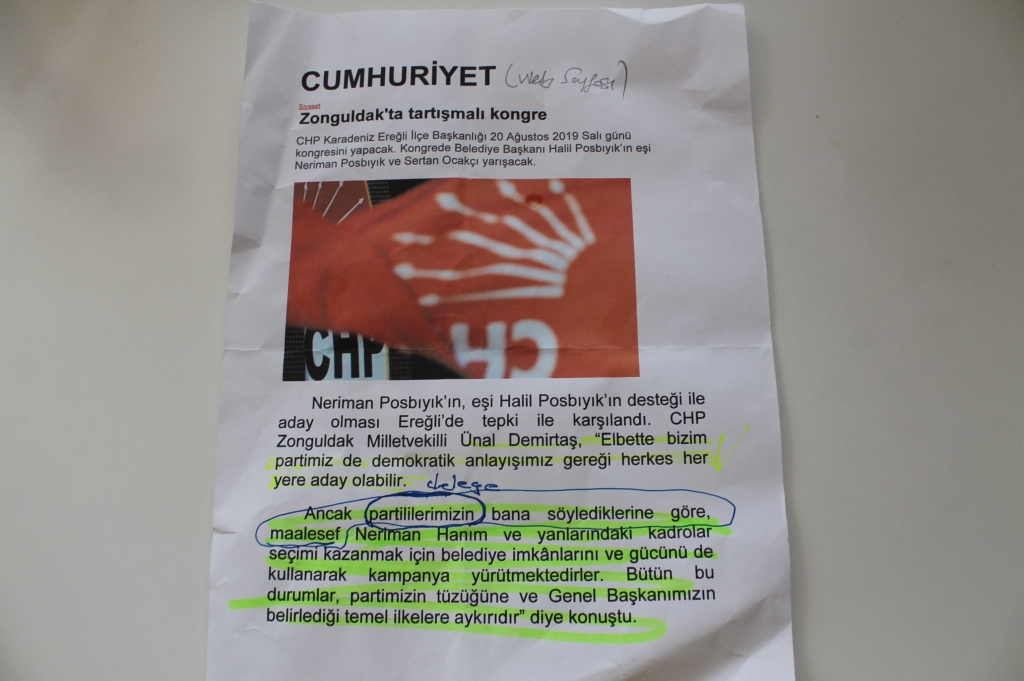 CUMHURİYET (Web Sayfası)
Siyaset
Zonguldak'ta tartışmalı kongre
CHP Karadeniz Ereğli İlçe Başkanlığı 20 Ağustos 2019 Salı günü
kongresini yapacak. Kongrede Belediye Başkanı Halil Posbıyık'ın eşi
Neriman Posbıyık ve Sertan Ocakçı yarışacak.
CHP
CH
Neriman Posbıyık'ın, eşi Halil Posbıyık'ın desteği ile
aday olması Ereğli'de tepki ile karşılandı. CHP
Zonguldak Milletvekilli Ünal Demirtaş, “Elbette bizim
partimiz de demokratik anlayışımız gereği herkes her
yere aday olabilir.
delege
Ancak partililerimizin bana söylediklerine göre,
maalesef Neriman Hanım ve yanlarındaki kadrolar
seçimi kazanmak için belediye imkânlarını ve gücünü de
kullanarak kampanya yürütmektedirler. Bütün bu
durumlar, partimizin tüzüğüne ve Genel Başkanımızın
belirlediği temel ilkelere aykırıdır” diye konuştu.